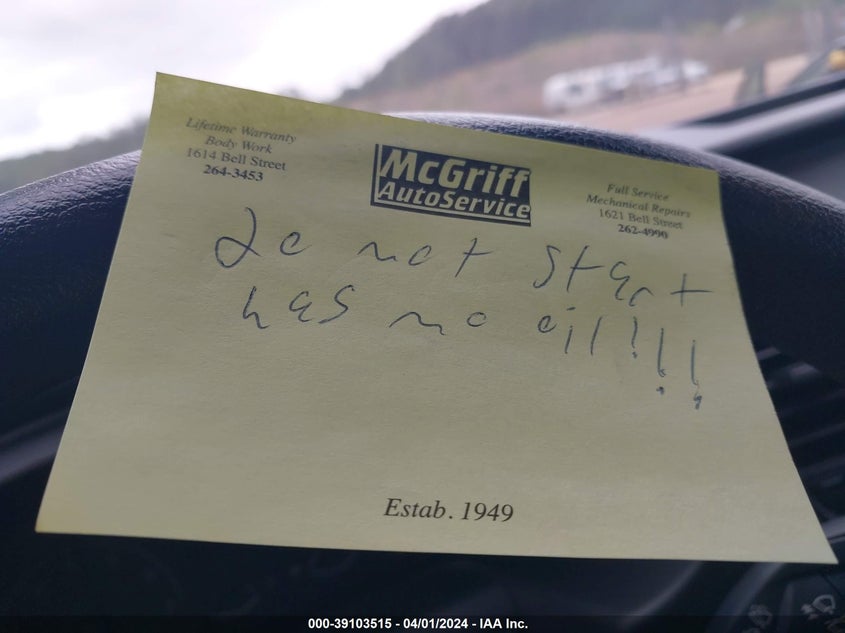 Lifetime Warranty
Body Work
1614 Bell Street
264-3453
McGriff
AutoService
Full Service
Mechanical Repairs
1621 Bell Street
262-4990
do not start
has no oil!!!
Estab. 1949
000-39103515 - 04/01/2024 - IAA Inc.